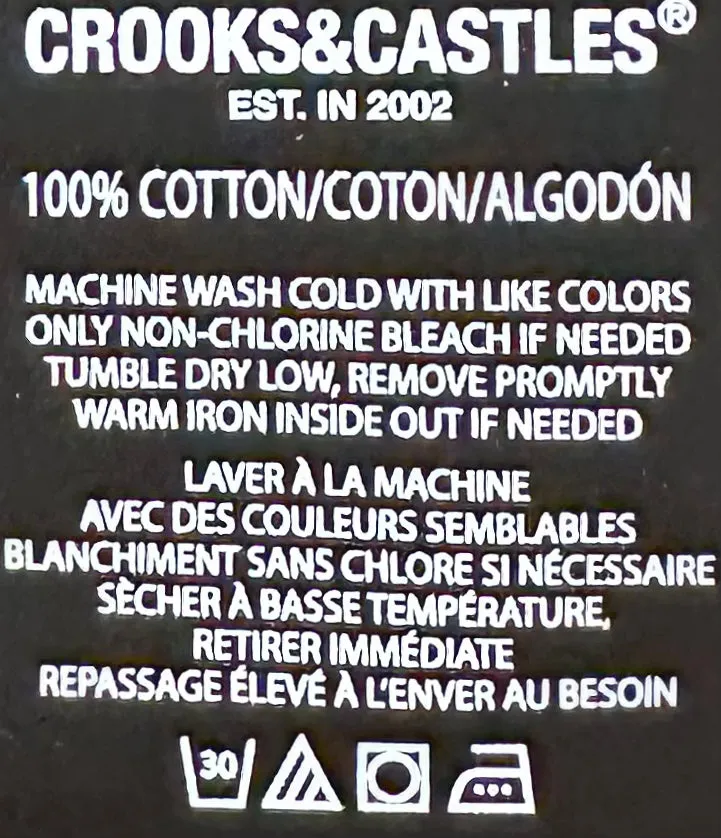 CROOKS&CASTLES®
EST. IN 2002
100% COTTON/COTON/ALGODÓN
MACHINE WASH COLD WITH LIKE COLORS
ONLY NON-CHLORINE BLEACH IF NEEDED
TUMBLE DRY LOW, REMOVE PROMPTLY
WARM IRON INSIDE OUT IF NEEDED
LAVER À LA MACHINE
AVEC DES COULEURS SEMBLABLES
BLANCHIMENT SANS CHLORE SI NÉCESSAIRE
SÈCHER À BASSE TEMPÉRATURE,
RETIRER IMMÉDIATE
REPASSAGE ÉLEVÉ À L'ENVER AU BESOIN
30